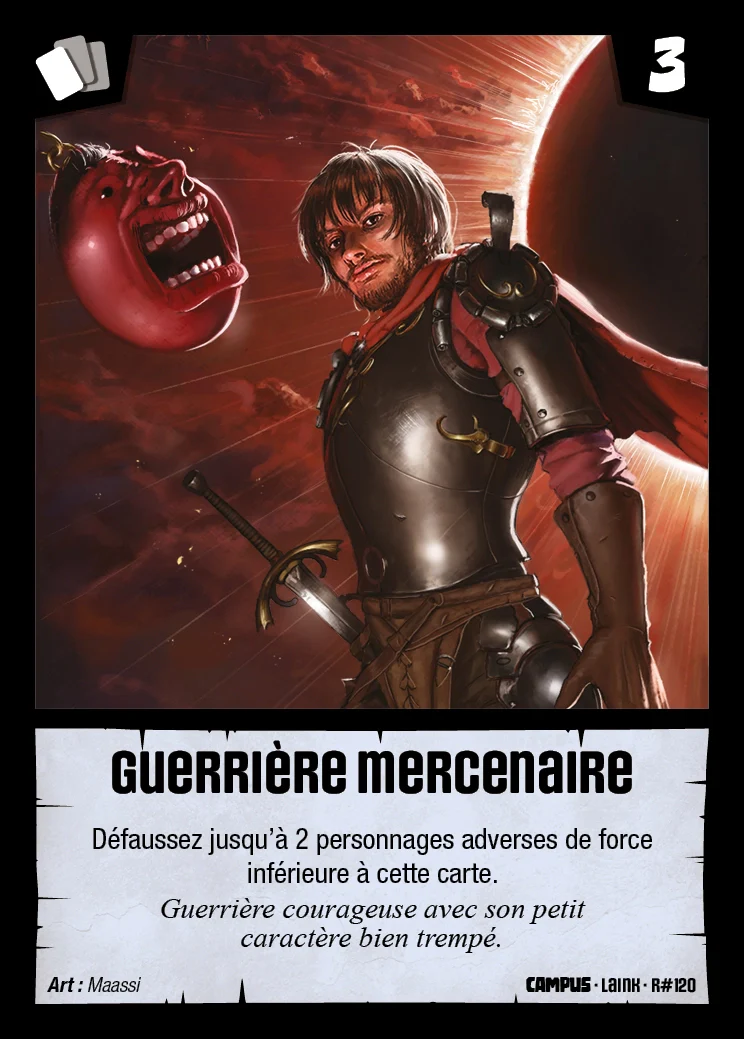 3
GUERRIÈRE MERCENAIRE
Défaussez jusqu’à 2 personnages adverses de force
inférieure à cette carte.
Guerrière courageuse avec son petit
caractère bien trempé.
Art : Maassi
CAMPUS · LAINK · R#120